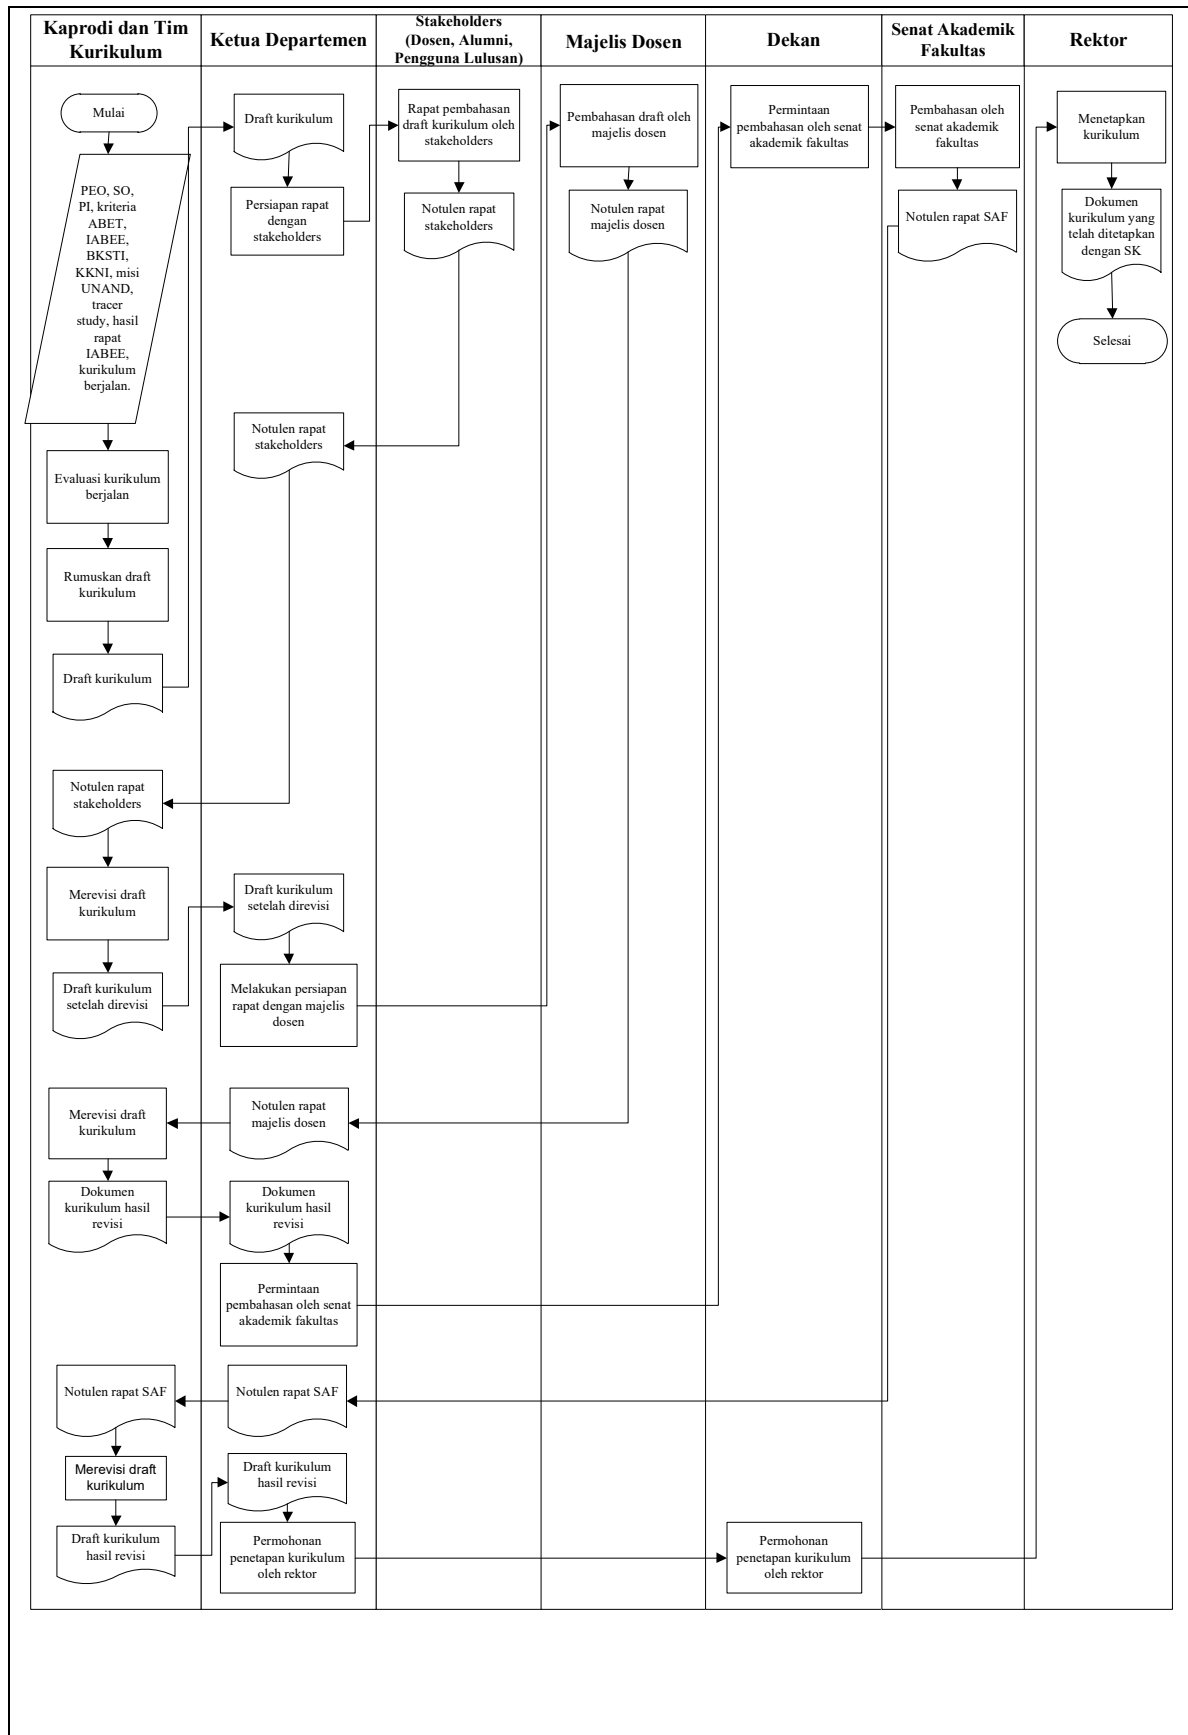 Kaprodi dan Tim
Kurikulum
Ketua Departemen
Stakeholders
(Dosen, Alumni,
Pengguna Lulusan)
Majelis Dosen
Dekan
Senat Akademik
Fakultas
Rektor
Mulai
PEO, SO,
PI, kriteria
ABET,
IABEE,
BKSTI,
KKNI, misi
UNAND,
tracer
study, hasil
rapat
IABEE,
kurikulum
berjalan.
Evaluasi kurikulum
berjalan
Rumuskan draft
kurikulum
Draft kurikulum
Draft kurikulum
Persiapan rapat
dengan
stakeholders
Rapat pembahasan
draft kurikulum oleh
stakeholders
Notulen rapat
stakeholders
Notulen rapat
stakeholders
Notulen rapat
stakeholders
Merevisi draft
kurikulum
Draft kurikulum
setelah direvisi
Draft kurikulum
setelah direvisi
Melakukan persiapan
rapat dengan majelis
dosen
Pembahasan draft oleh
majelis dosen
Notulen rapat
majelis dosen
Notulen rapat
majelis dosen
Merevisi draft
kurikulum
Dokumen
kurikulum hasil
revisi
Dokumen
kurikulum hasil
revisi
Permintaan
pembahasan oleh senat
akademik fakultas
Permintaan
pembahasan oleh senat
akademik fakultas
Pembahasan oleh
senat akademik
fakultas
Notulen rapat SAF
Notulen rapat SAF
Notulen rapat SAF
Merevisi draft
kurikulum
Draft kurikulum
hasil revisi
Draft kurikulum
hasil revisi
Permohonan
penetapan kurikulum
oleh rektor
Permohonan
penetapan kurikulum
oleh rektor
Menetapkan
kurikulum
Dokumen
kurikulum yang
telah ditetapkan
dengan SK
Selesai